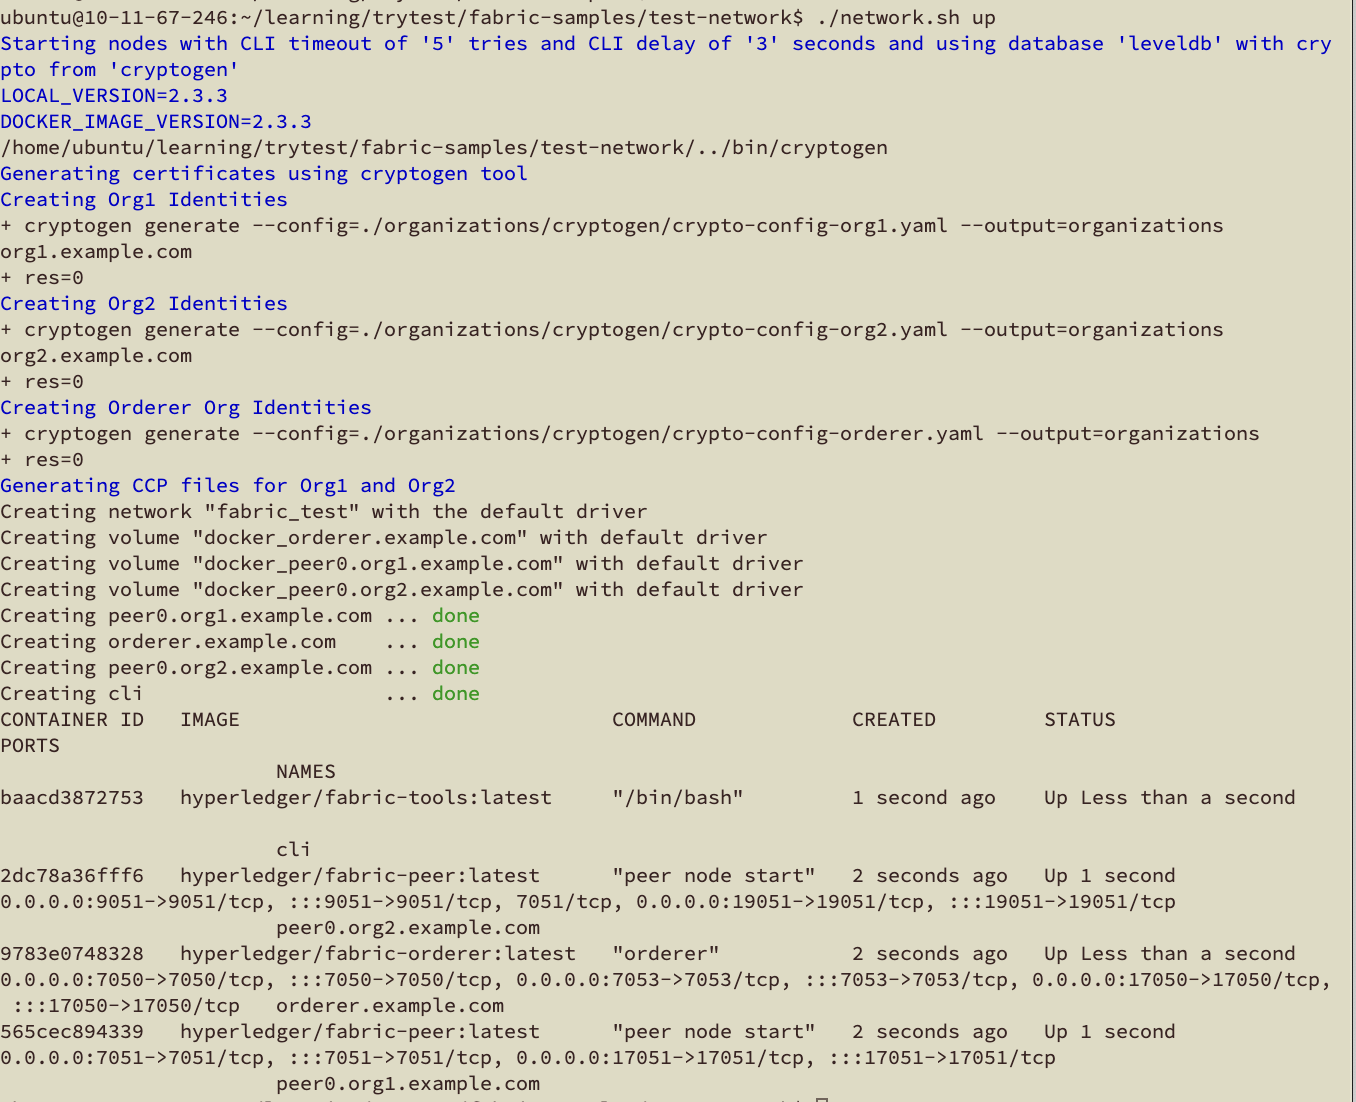 ubuntu@10-11-67-246:~/learning/trytest/fabric-samples/test-network$ ./network.sh up
Starting nodes with CLI timeout of '5' tries and CLI delay of '3' seconds and using database 'leveldb' with cry
pto from 'cryptogen'
LOCAL_VERSION=2.3.3
DOCKER_IMAGE_VERSION=2.3.3
/home/ubuntu/learning/trytest/fabric-samples/test-network/../bin/cryptogen
Generating certificates using cryptogen tool
Creating Org1 Identities
+ cryptogen generate --config=./organizations/cryptogen/crypto-config-org1.yaml --output=organizations
org1.example.com
+ res=0
Creating Org2 Identities
+ cryptogen generate --config=./organizations/cryptogen/crypto-config-org2.yaml --output=organizations
org2.example.com
+ res=0
Creating Orderer Org Identities
+ cryptogen generate --config=./organizations/cryptogen/crypto-config-orderer.yaml --output=organizations
+ res=0
Generating CCP files for Org1 and Org2
Creating network "fabric_test" with the default driver
Creating volume "docker_orderer.example.com" with default driver
Creating volume "docker_peer0.org1.example.com" with default driver
Creating volume "docker_peer0.org2.example.com" with default driver
Creating peer0.org1.example.com ... done
Creating orderer.example.com    ... done
Creating peer0.org2.example.com ... done
Creating cli                    ... done
CONTAINER ID   IMAGE                               COMMAND             CREATED         STATUS
PORTS
NAMES
baacd3872753   hyperledger/fabric-tools:latest     "/bin/bash"         1 second ago    Up Less than a second
cli
2dc78a36fff6   hyperledger/fabric-peer:latest      "peer node start"   2 seconds ago   Up 1 second
0.0.0.0:9051->9051/tcp, :::9051->9051/tcp, 7051/tcp, 0.0.0.0:19051->19051/tcp, :::19051->19051/tcp
peer0.org2.example.com
9783e0748328   hyperledger/fabric-orderer:latest   "orderer"           2 seconds ago   Up Less than a second
0.0.0.0:7050->7050/tcp, :::7050->7050/tcp, 0.0.0.0:7053->7053/tcp, :::7053->7053/tcp, 0.0.0.0:17050->17050/tcp,
:::17050->17050/tcp   orderer.example.com
565cec894339   hyperledger/fabric-peer:latest      "peer node start"   2 seconds ago   Up 1 second
0.0.0.0:7051->7051/tcp, :::7051->7051/tcp, 0.0.0.0:17051->17051/tcp, :::17051->17051/tcp
peer0.org1.example.com